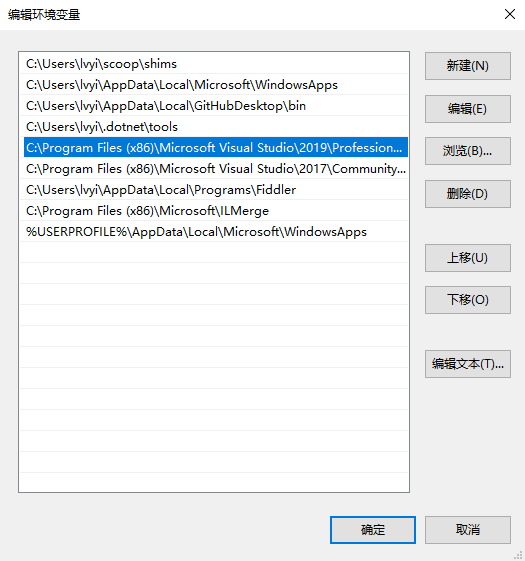 编辑环境变量
C:\Users\lvyi\scoop\shims
C:\Users\lvyi\AppData\Local\Microsoft\WindowsApps
C:\Users\lvyi\AppData\Local\GitHubDesktop\bin
C:\Users\lvyi\.dotnet\tools
C:\Program Files (x86)\Microsoft Visual Studio\2019\Profession...
C:\Program Files (x86)\Microsoft Visual Studio\2017\Community...
C:\Users\lvyi\AppData\Local\Programs\Fiddler
C:\Program Files (x86)\Microsoft\ILMerge
%USERPROFILE%\AppData\Local\Microsoft\WindowsApps
新建(N)
编辑(E)
浏览(B)...
删除(D)
上移(U)
下移(O)
编辑文本(T)...
确定
取消